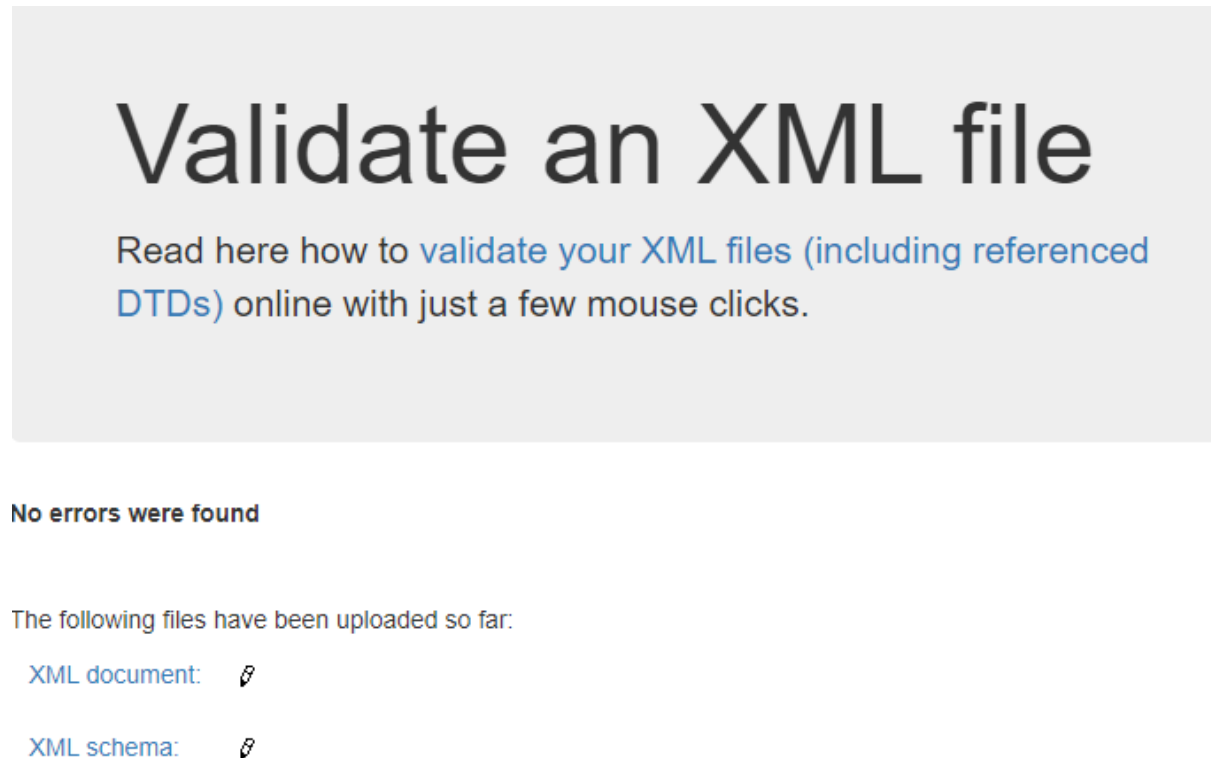 Validate an XML file
Read here how to validate your XML files (including referenced
DTDs) online with just a few mouse clicks.
No errors were found
The following files have been uploaded so far:
XML document:
XML schema: